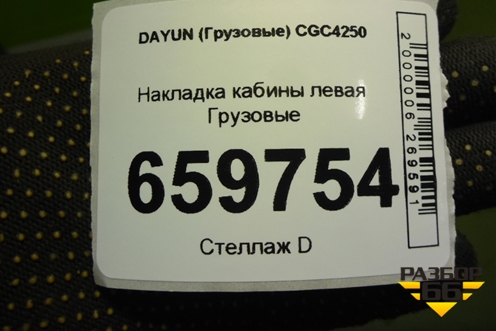 DAYUN (Грузовые) CGC4250
Накладка кабины левая
Грузовые
659754
Стеллаж D
2000006269591
РАЗБОР
66